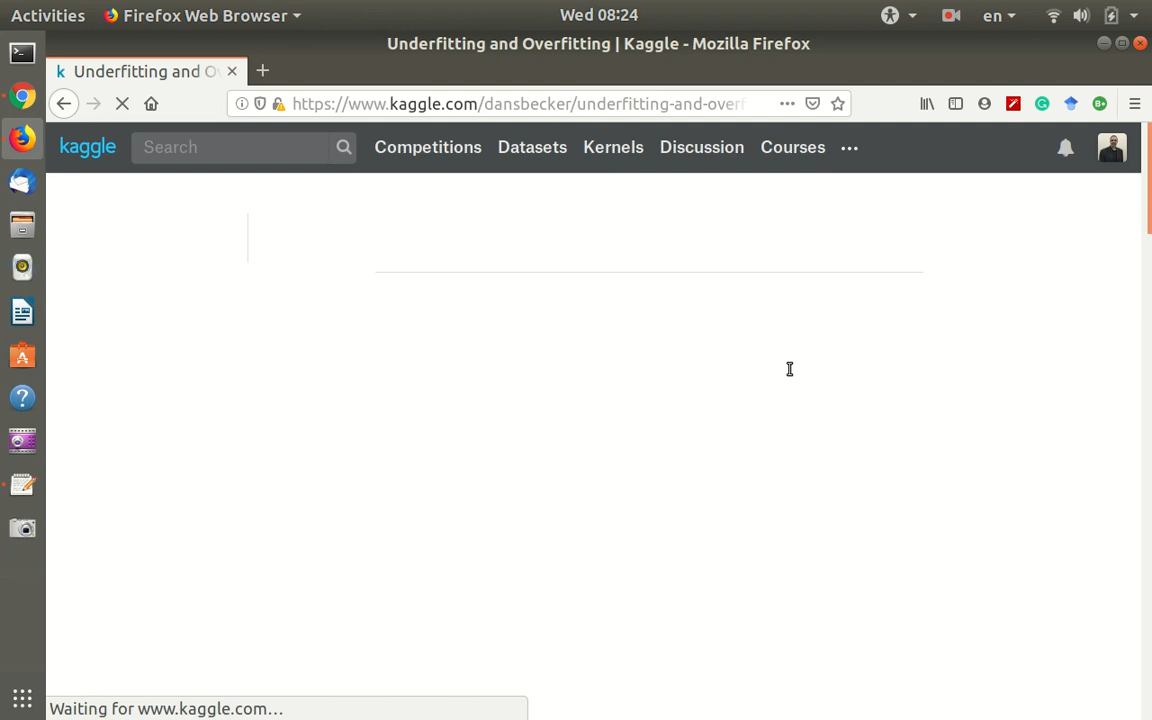 Activities Firefox Web Browser Wed 08:24 en
Underfitting and Overfitting | Kaggle - Mozilla Firefox
k Underfitting and O
https://www.kaggle.com/dansbecker/underfitting-and-overf
kaggle Search Competitions Datasets Kernels Discussion Courses
Waiting for www.kaggle.com...